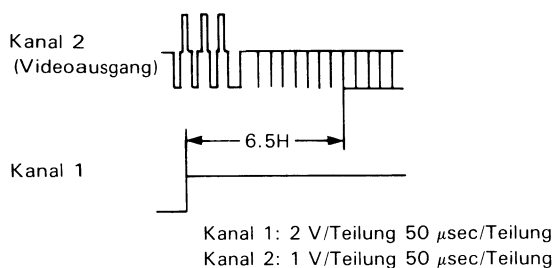 Kanal 2
(Videoausgang)
6.5H
Kanal 1
Kanal 1: 2 V/Teilung 50 μsec/Teilung
Kanal 2: 1 V/Teilung 50 μsec/Teilung